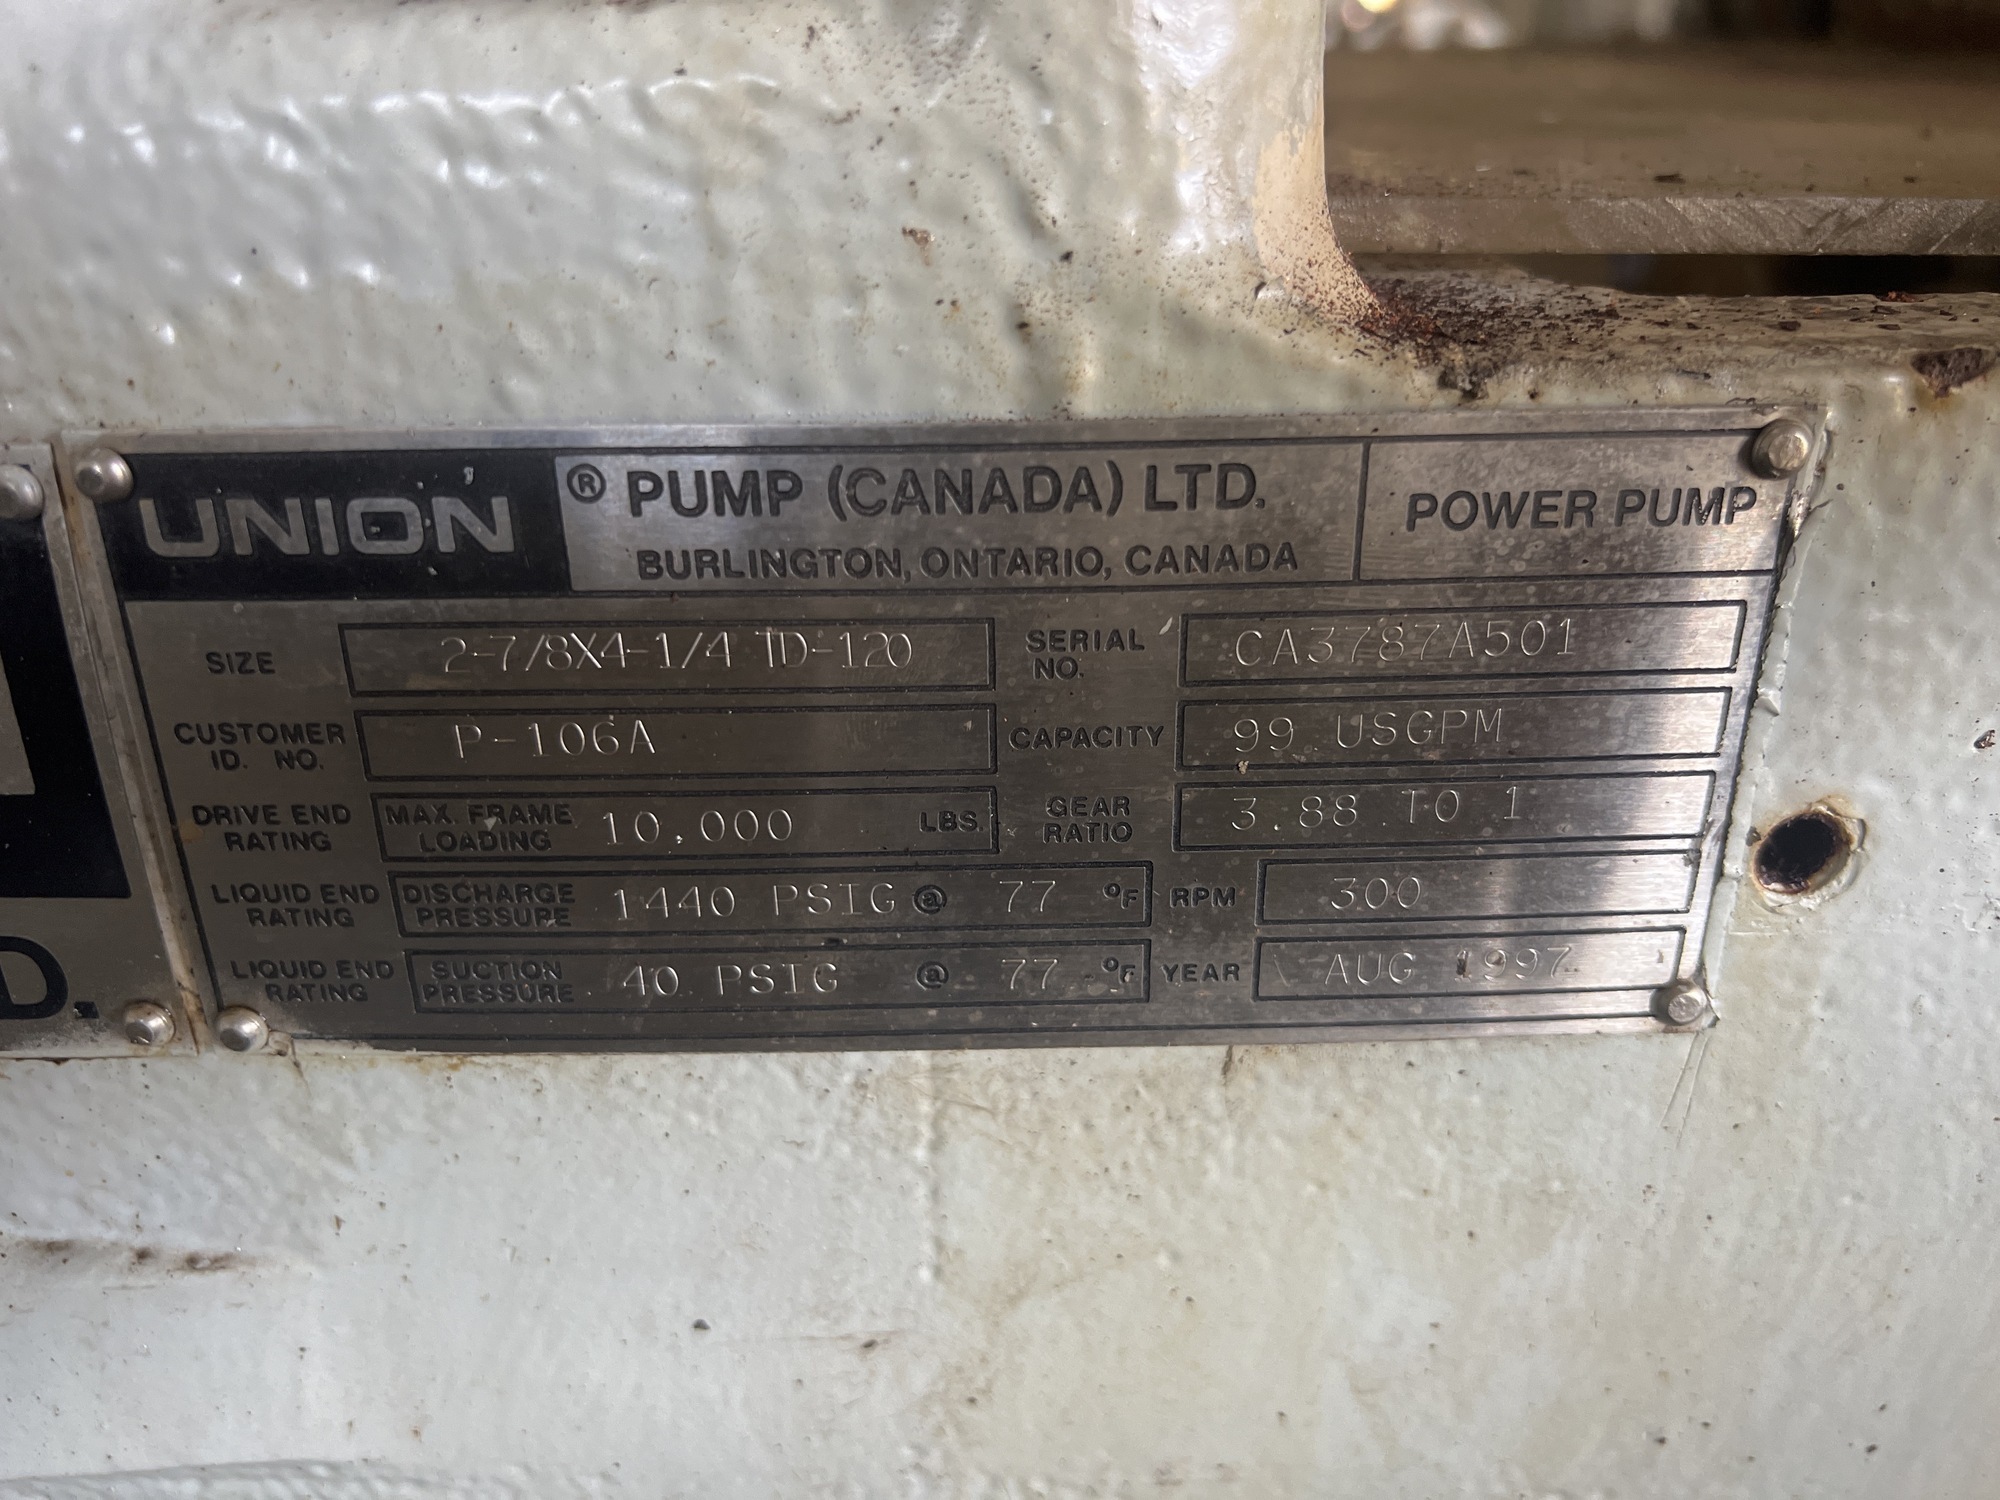 UNION ® PUMP (CANADA) LTD.
BURLINGTON, ONTARIO, CANADA
POWER PUMP
SIZE 2-7/8X4-1/4 TD-120
SERIAL NO. CA3787A501
CUSTOMER ID. NO. P-106A
CAPACITY 99 USGPM
DRIVE END RATING MAX. FRAME LOADING 10,000 LBS.
GEAR RATIO 3.88 TO 1
LIQUID END RATING DISCHARGE PRESSURE 1440 PSIG @ 77 °F
RPM 300
LIQUID END RATING SUCTION PRESSURE 40 PSIG @ 77 °F
YEAR AUG 1997
D.